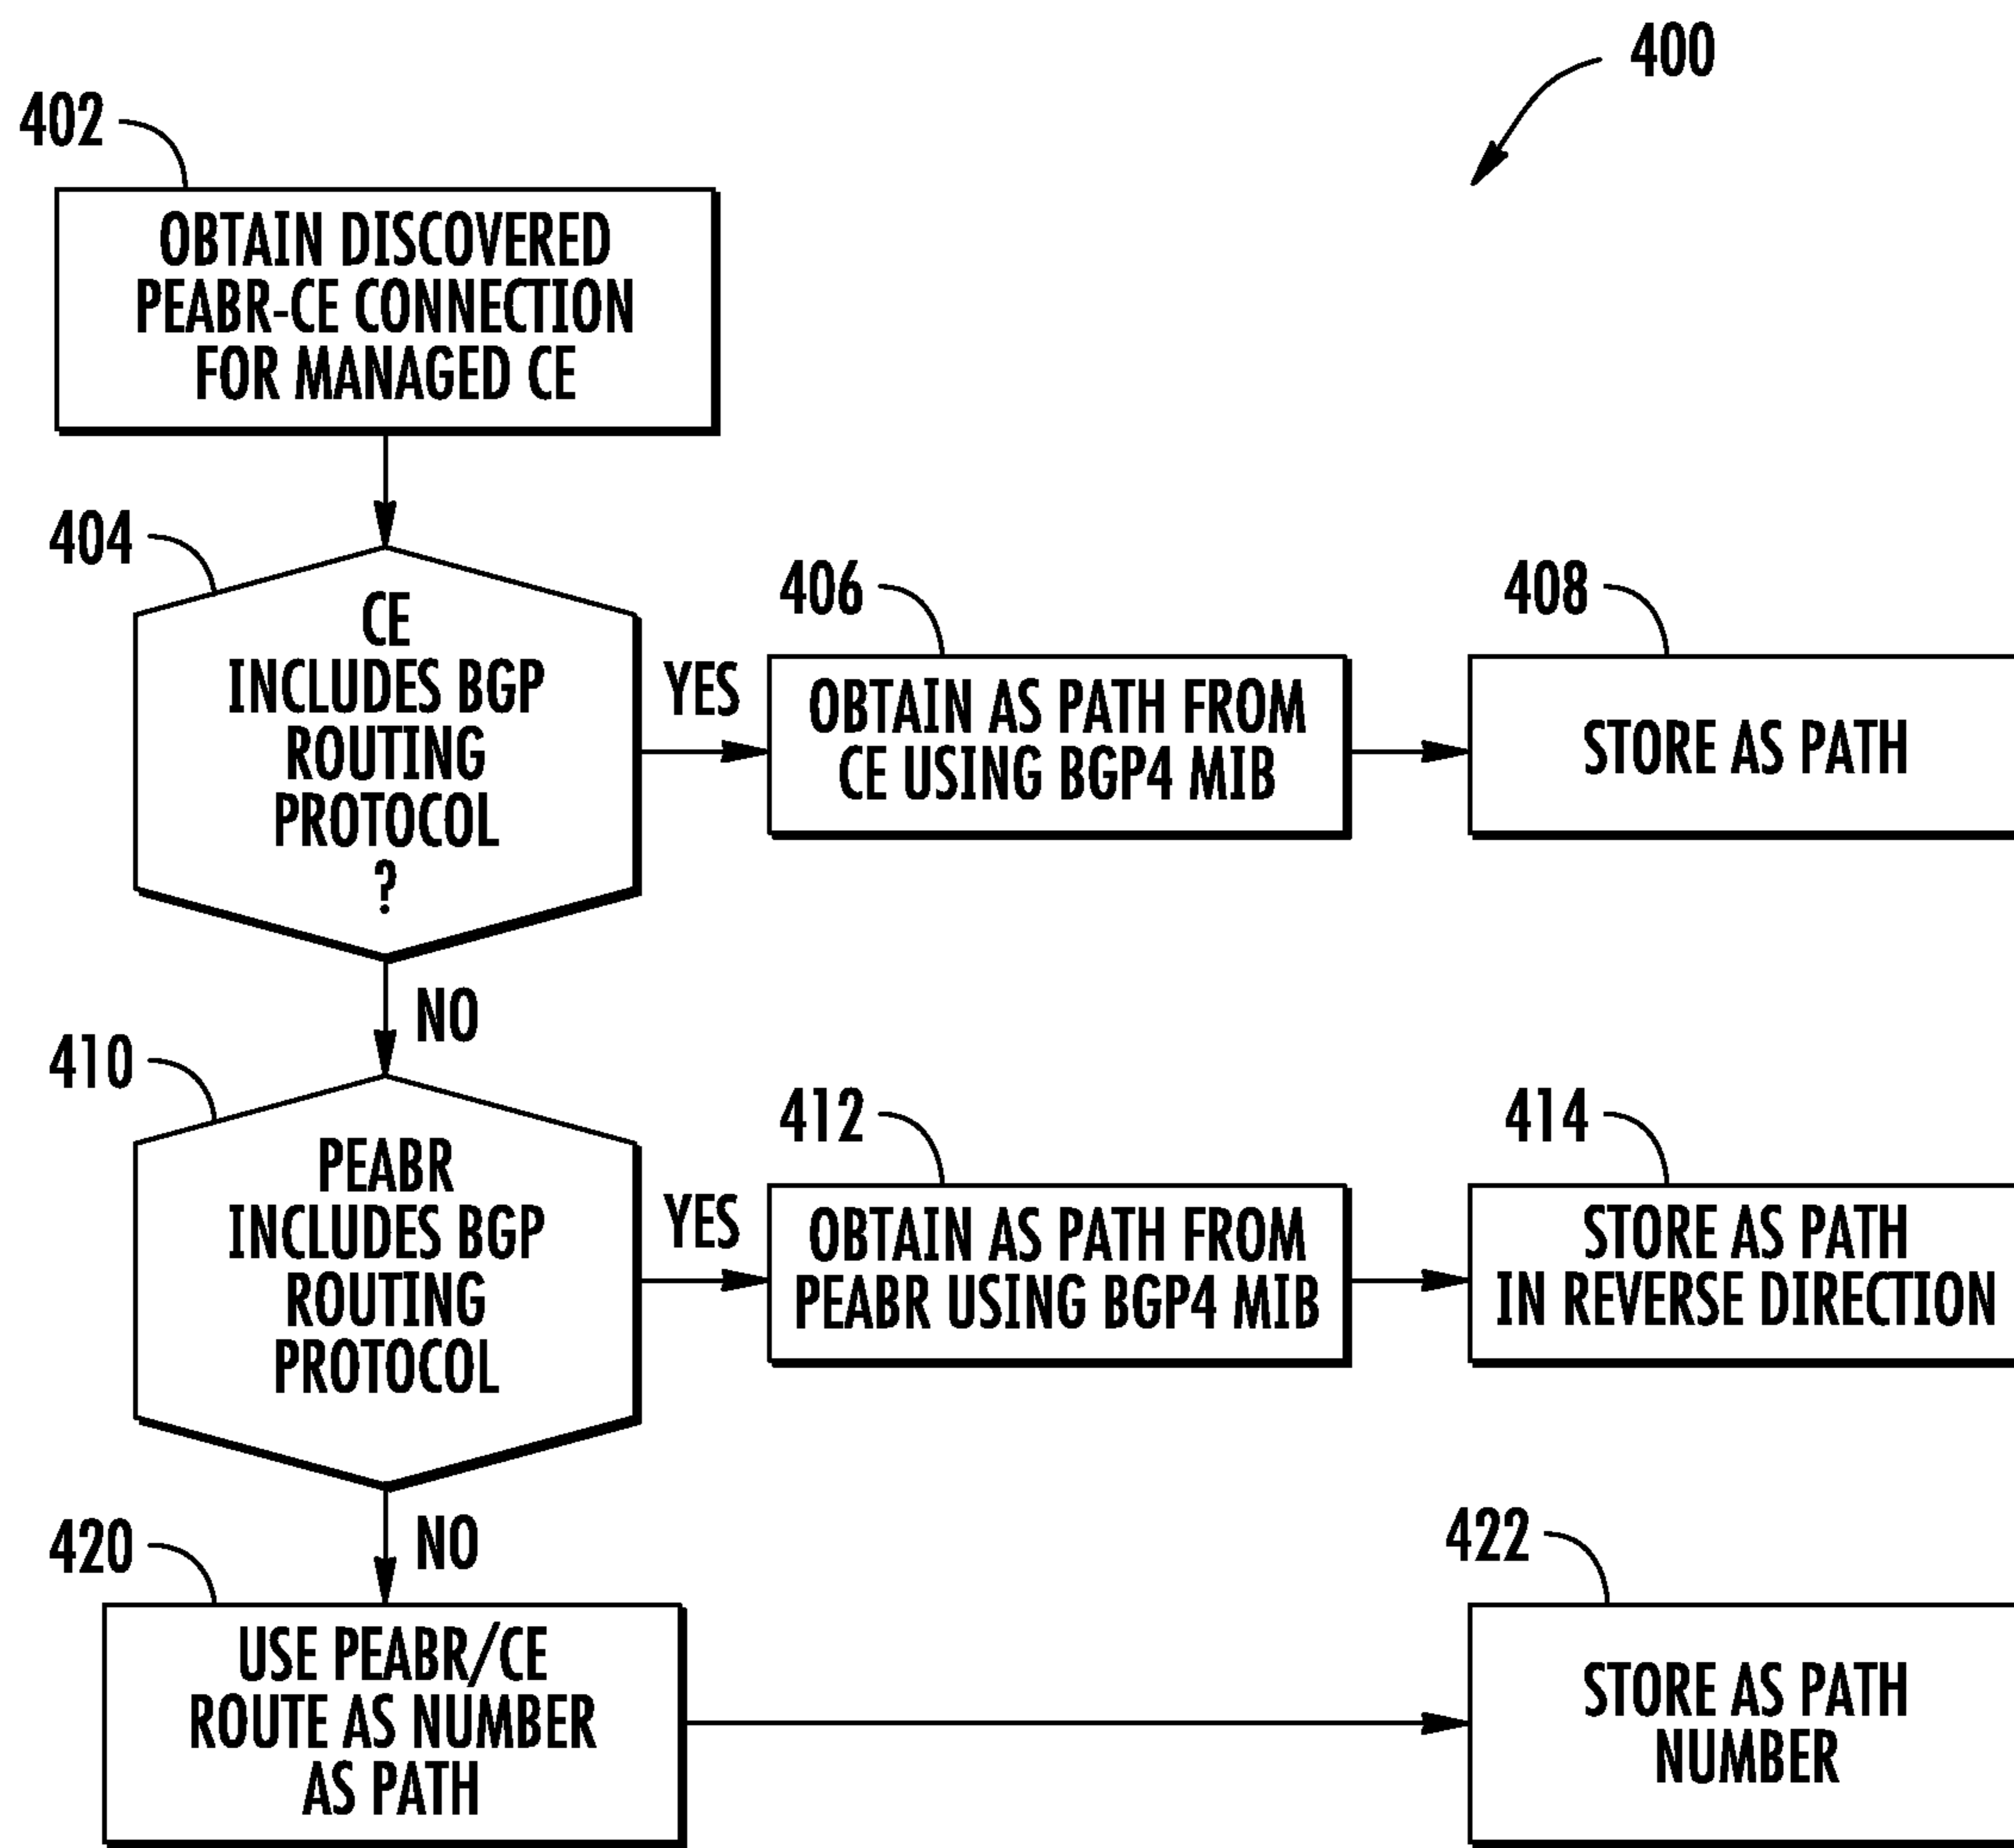 400
402
OBTAIN DISCOVERED
PEABR-CE CONNECTION
FOR MANAGED CE
404
CE
INCLUDES BGP
ROUTING
PROTOCOL
?
YES
406
OBTAIN AS PATH FROM
CE USING BGP4 MIB
408
STORE AS PATH
NO
410
PEABR
INCLUDES BGP
ROUTING
PROTOCOL
YES
412
OBTAIN AS PATH FROM
PEABR USING BGP4 MIB
414
STORE AS PATH
IN REVERSE DIRECTION
NO
420
USE PEABR/CE
ROUTE AS NUMBER
AS PATH
422
STORE AS PATH
NUMBER